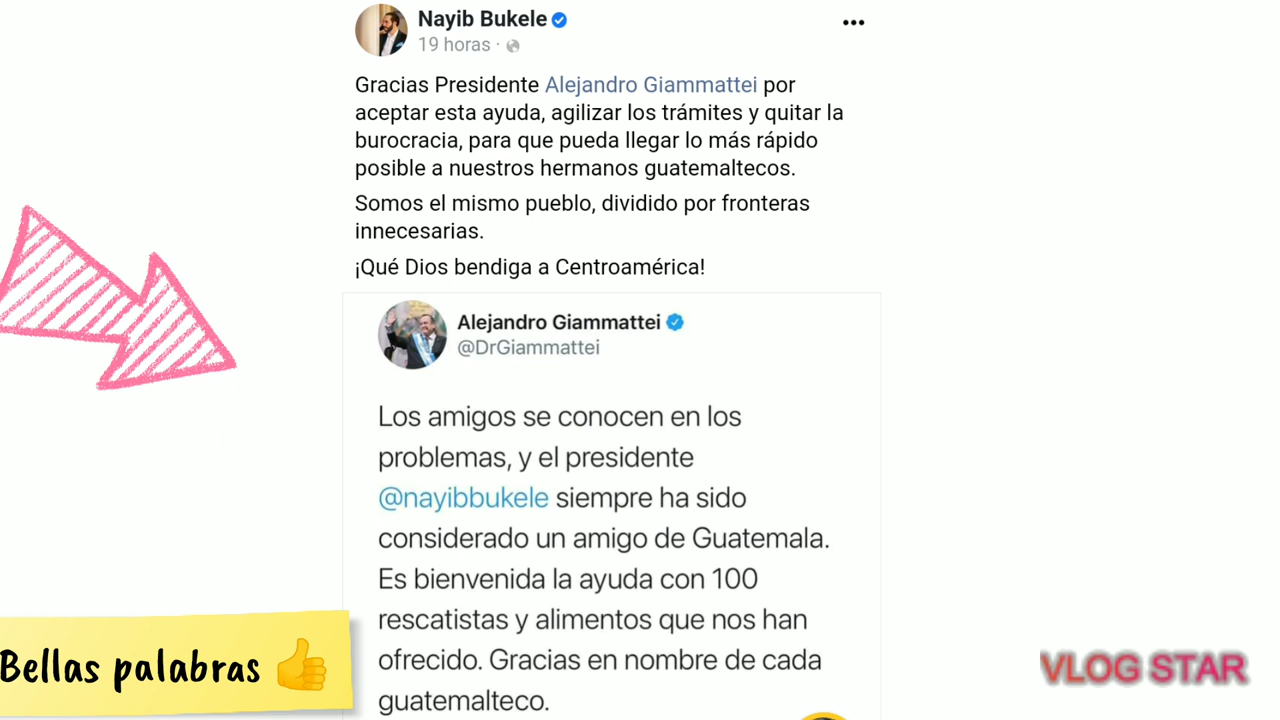 Nayib Bukele
19 horas ·
Gracias Presidente Alejandro Giammattei por
aceptar esta ayuda, agilizar los trámites y quitar la
burocracia, para que pueda llegar lo más rápido
posible a nuestros hermanos guatemaltecos.
Somos el mismo pueblo, dividido por fronteras
innecesarias.
¡Qué Dios bendiga a Centroamérica!
Alejandro Giammattei
@DrGiammattei
Los amigos se conocen en los
problemas, y el presidente
@nayibbukele siempre ha sido
considerado un amigo de Guatemala.
Es bienvenida la ayuda con 100
rescatistas y alimentos que nos han
ofrecido. Gracias en nombre de cada
guatemalteco.
Bellas palabras 👍
VLOG STAR